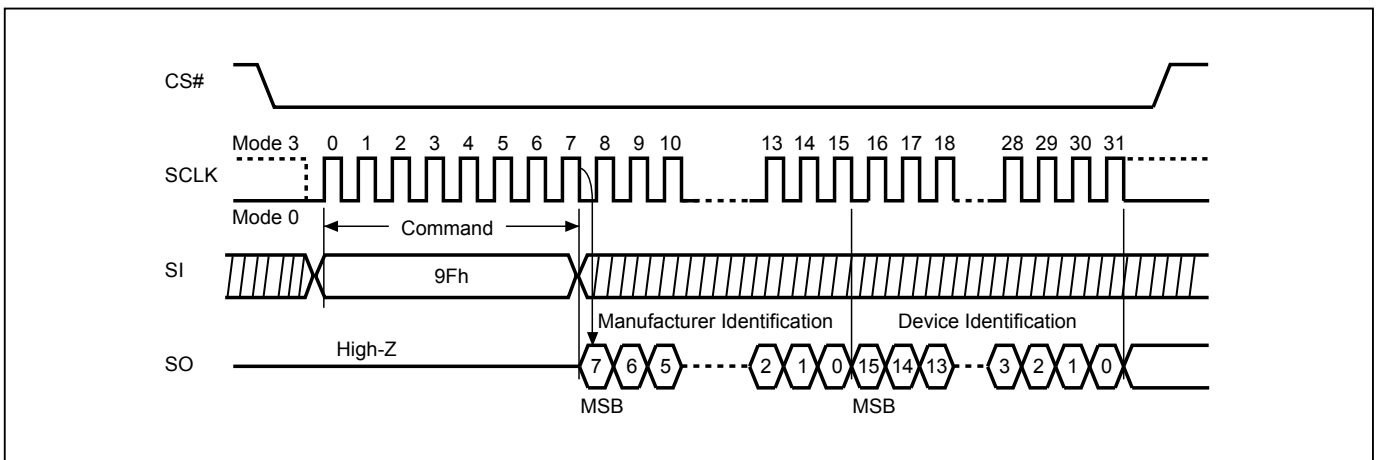 CS#
Mode 3 0 1 2 3 4 5 6 7 8 9 10 13 14 15 16 17 18 28 29 30 31
SCLK
Mode 0
Command
SI
9Fh
Manufacturer Identification Device Identification
High-Z
SO
7 6 5 2 1 0 15 14 13 3 2 1 0
MSB MSB